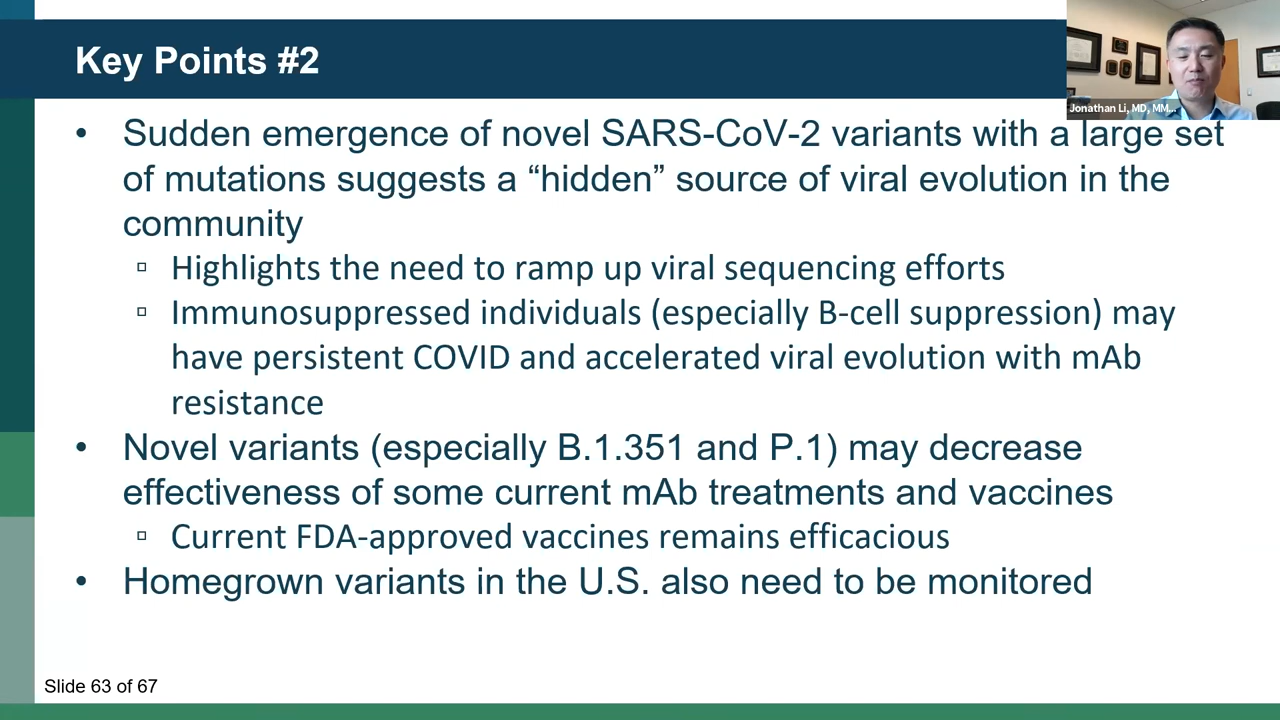 Key Points #2
Jonathan Li, MD, MM...
• Sudden emergence of novel SARS-CoV-2 variants with a large set
of mutations suggests a “hidden” source of viral evolution in the
community
▫ Highlights the need to ramp up viral sequencing efforts
▫ Immunosuppressed individuals (especially B-cell suppression) may
have persistent COVID and accelerated viral evolution with mAb
resistance
• Novel variants (especially B.1.351 and P.1) may decrease
effectiveness of some current mAb treatments and vaccines
▫ Current FDA-approved vaccines remains efficacious
• Homegrown variants in the U.S. also need to be monitored
Slide 63 of 67